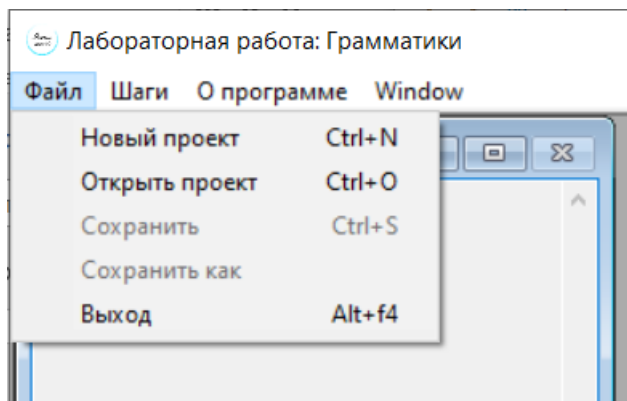 Лабораторная работа: Грамматики
Файл Шаги О программе Window
Новый проект Ctrl+N
Открыть проект Ctrl+O
Сохранить Ctrl+S
Сохранить как
Выход Alt+f4